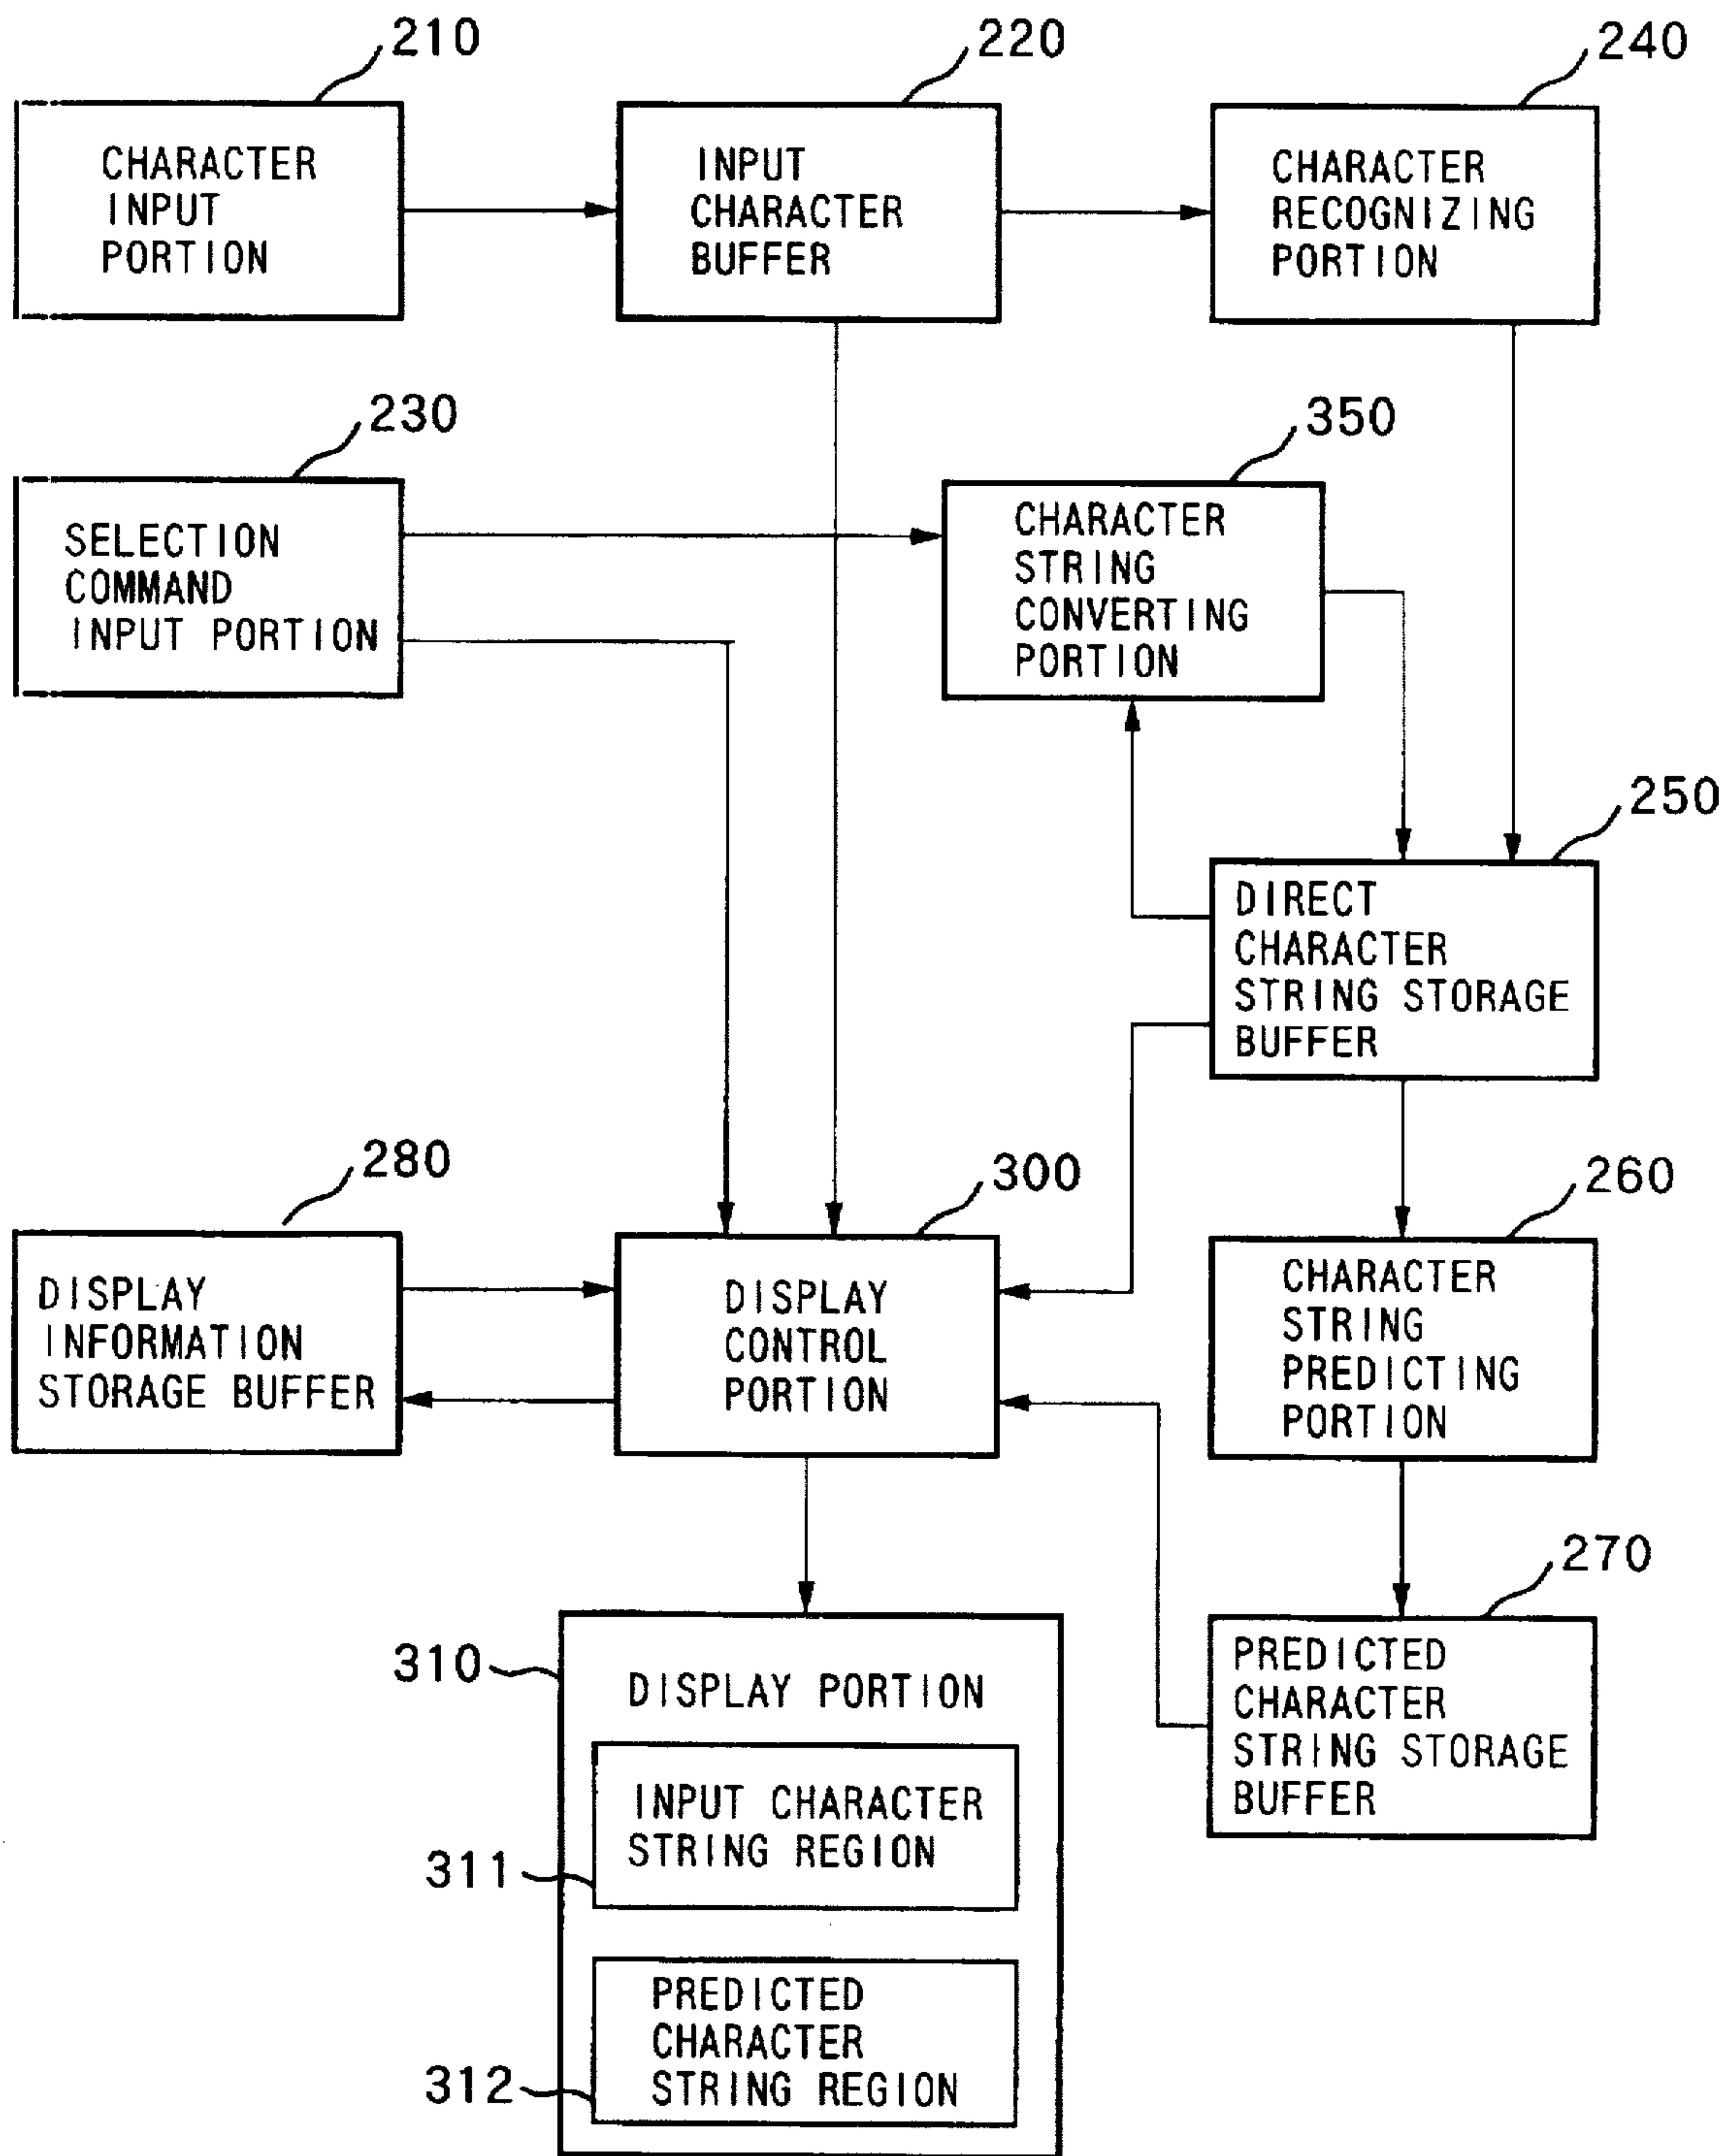 210
220
240
CHARACTER
INPUT
PORTION
INPUT
CHARACTER
BUFFER
CHARACTER
RECOGNIZING
PORTION
230
350
SELECTION
COMMAND
INPUT PORTION
CHARACTER
STRING
CONVERTING
PORTION
250
DIRECT
CHARACTER
STRING STORAGE
BUFFER
280
300
260
DISPLAY
INFORMATION
STORAGE BUFFER
DISPLAY
CONTROL
PORTION
CHARACTER
STRING
PREDICTING
PORTION
270
310
DISPLAY PORTION
PREDICTED
CHARACTER
STRING STORAGE
BUFFER
INPUT CHARACTER
STRING REGION
311
PREDICTED
CHARACTER
STRING REGION
312